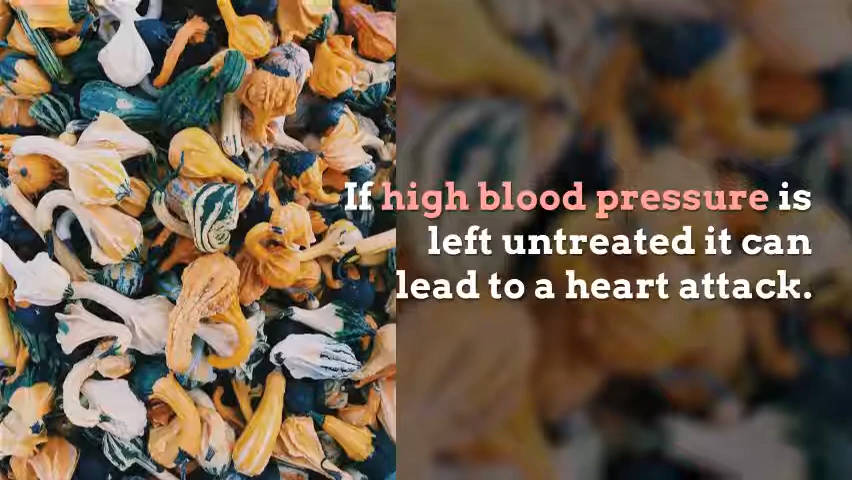 If high blood pressure is
left untreated it can
lead to a heart attack.